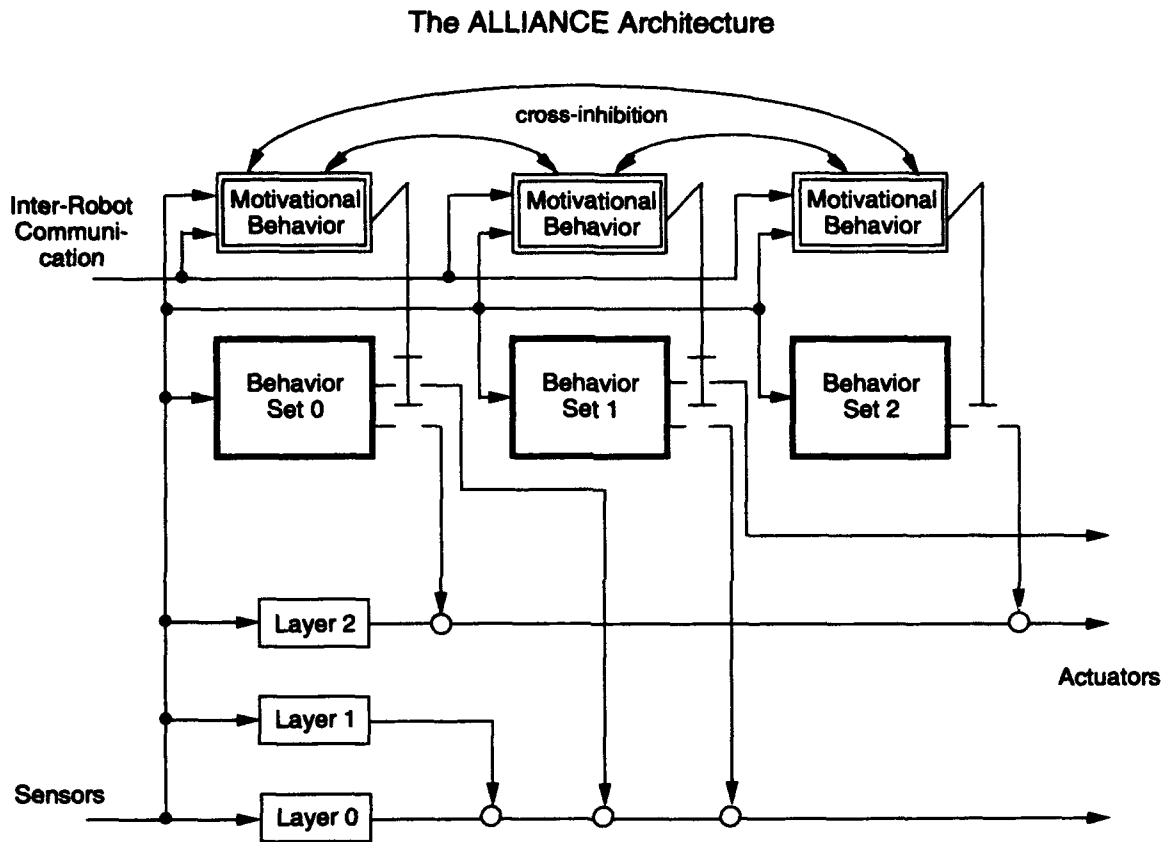 The ALLIANCE Architecture
cross-inhibition
Inter-Robot
Communi-
cation
Motivational
Behavior
Motivational
Behavior
Motivational
Behavior
Behavior
Set 0
Behavior
Set 1
Behavior
Set 2
Layer 2
Actuators
Layer 1
Sensors
Layer 0